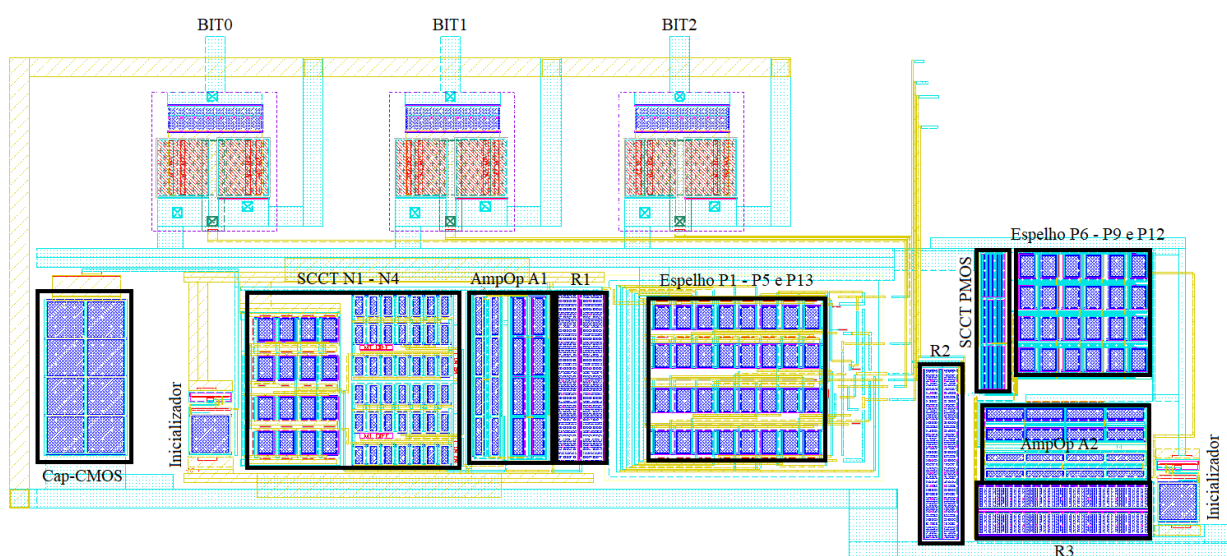 BIT0
BIT1
BIT2
Espelho P6 - P9 e P12
SCCT N1 - N4
AmpOp A1
R1
Espelho P1 - P5 e P13
SCCT PMOS
R2
Inicializador
AmpOp A2
Cap-CMOS
Inicializador
R3